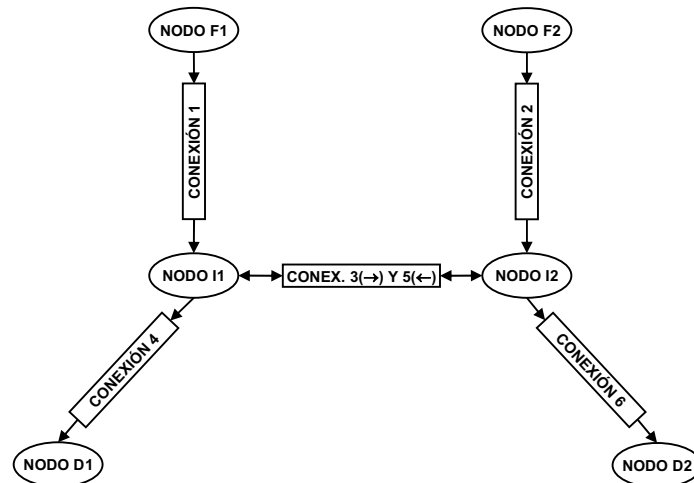 NODO F1
NODO F2
CONEXIÓN 1
CONEXIÓN 2
NODO I1
CONEX. 3(→) Y 5(←)
NODO I2
CONEXIÓN 4
CONEXIÓN 6
NODO D1
NODO D2